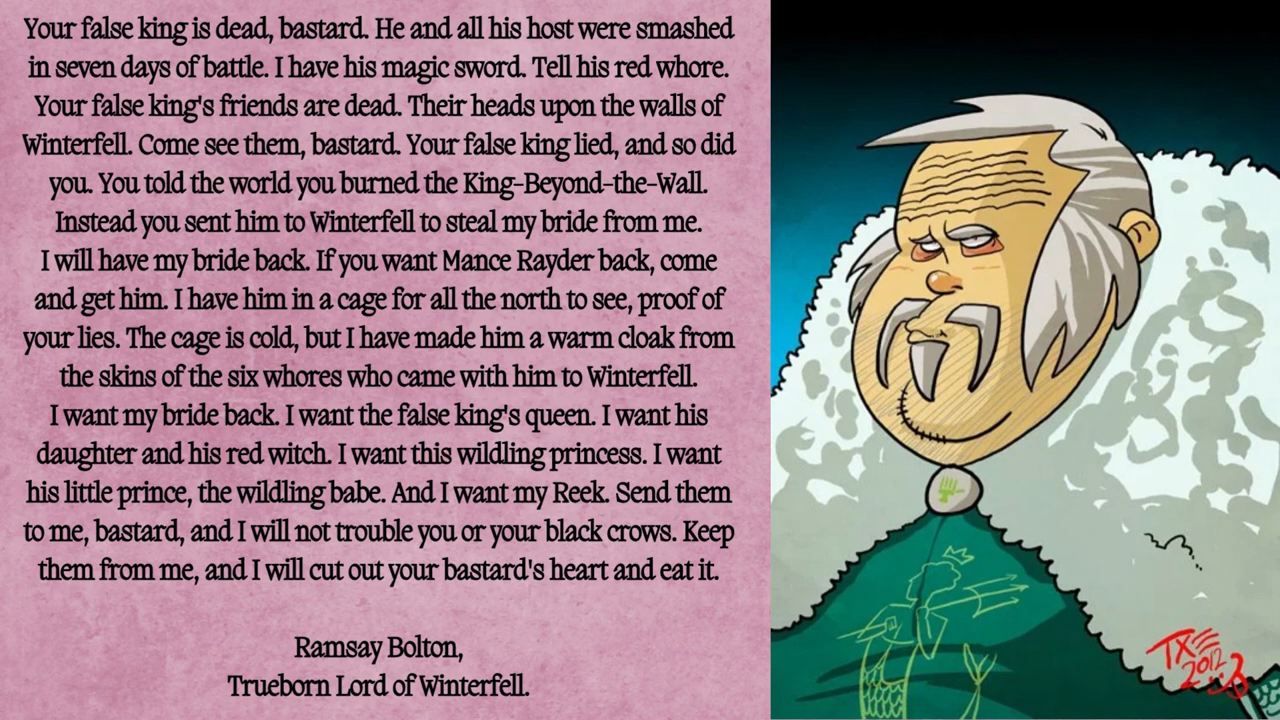 Your false king is dead, bastard. He and all his host were smashed
in seven days of battle. I have his magic sword. Tell his red whore.
Your false king's friends are dead. Their heads upon the walls of
Winterfell. Come see them, bastard. Your false king lied, and so did
you. You told the world you burned the King-Beyond-the-Wall.
Instead you sent him to Winterfell to steal my bride from me.
I will have my bride back. If you want Mance Rayder back, come
and get him. I have him in a cage for all the north to see, proof of
your lies. The cage is cold, but I have made him a warm cloak from
the skins of the six whores who came with him to Winterfell.
I want my bride back. I want the false king's queen. I want his
daughter and his red witch. I want this wildling princess. I want
his little prince, the wildling babe. And I want my Reek. Send them
to me, bastard, and I will not trouble you or your black crows. Keep
them from me, and I will cut out your bastard's heart and eat it.
Ramsay Bolton,
Trueborn Lord of Winterfell.
TXE
2012